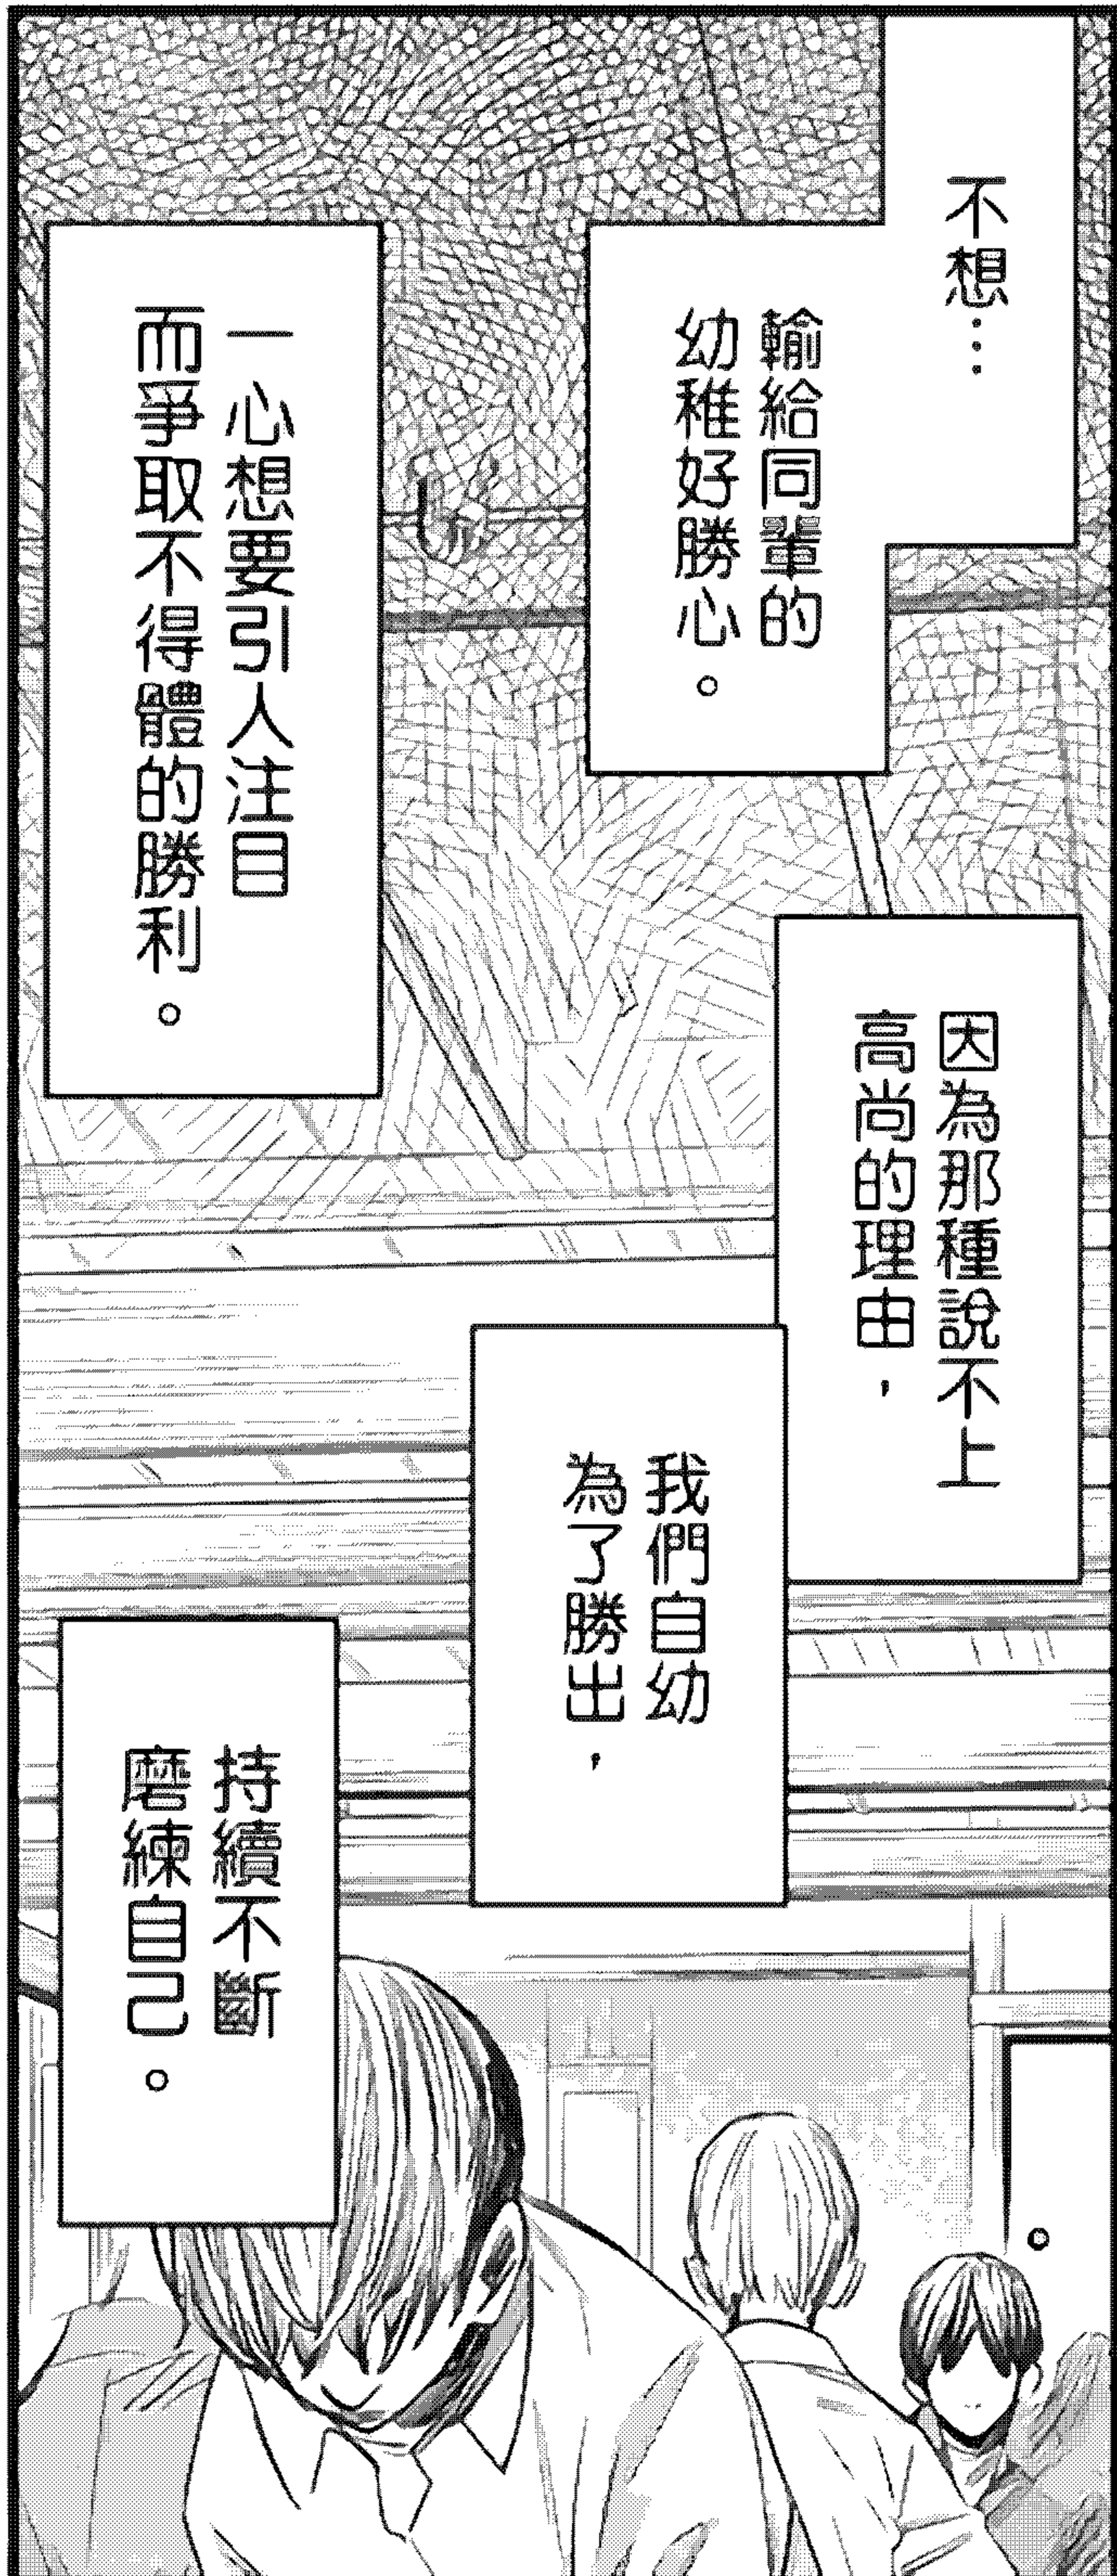 不想⋯
輸給同輩的
幼稚好勝心。
一心想要引人注目
而爭取不得體的勝利。
因為那種說不上
高尚的理由，
我們自幼
為了勝出，
持續不斷
磨練自己。
。